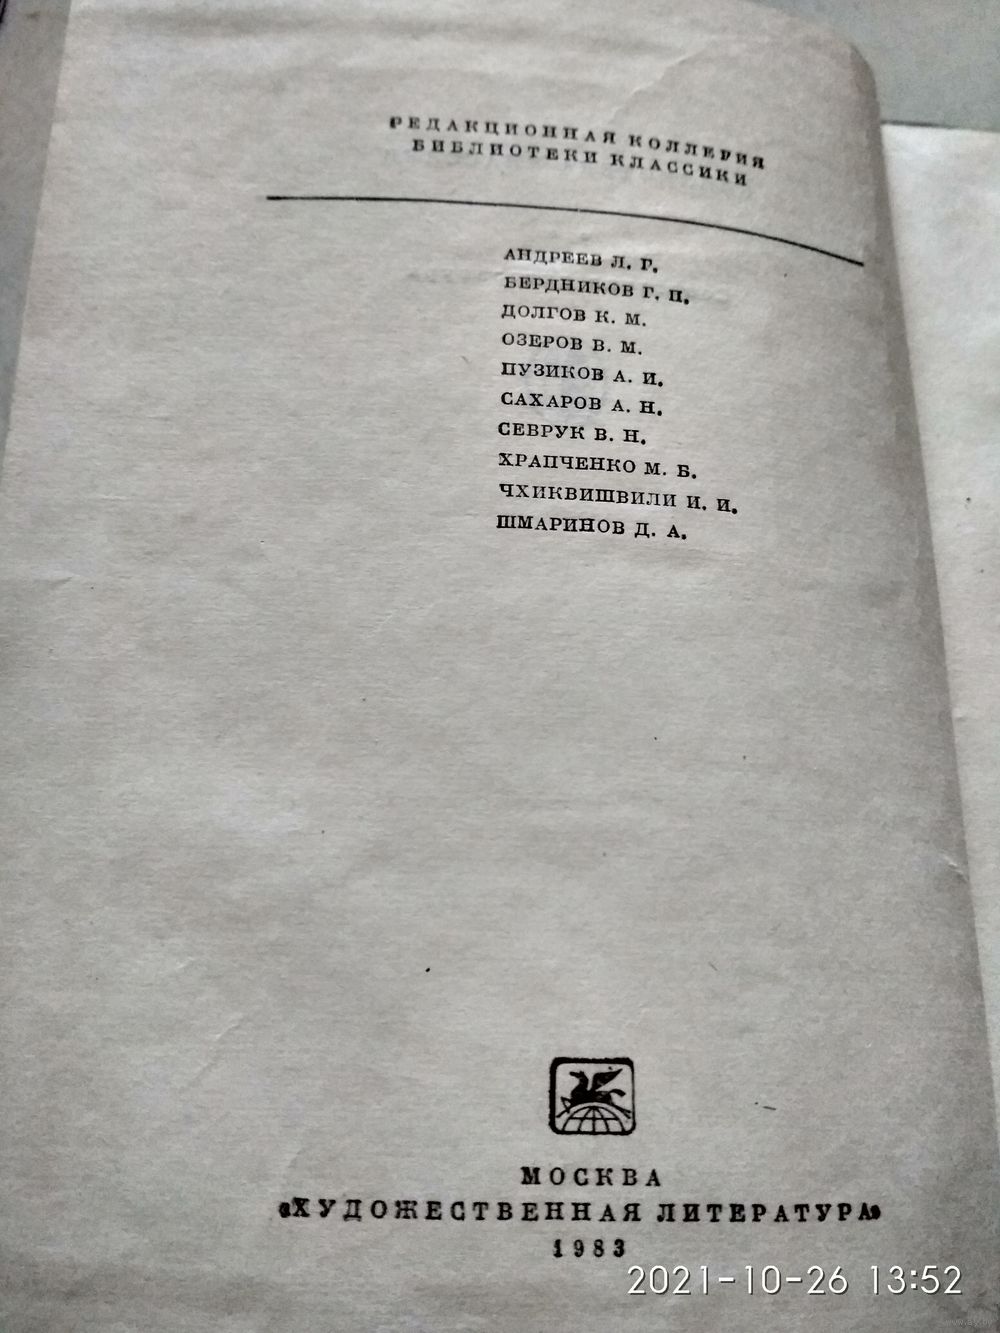 РЕДАКЦИОННАЯ КОЛЛЕГИЯ
БИБЛИОТЕКИ КЛАССИКИ
АНДРЕЕВ Л. Г.
БЕРДНИКОВ Г. П.
ДОЛГОВ К. М.
ОЗЕРОВ В. М.
ПУЗИКОВ А. И.
САХАРОВ А. Н.
СЕВРУК В. Н.
ХРАПЧЕНКО М. Б.
ЧХИКВИШВИЛИ И. И.
ШМАРИНОВ Д. А.
МОСКВА
«ХУДОЖЕСТВЕННАЯ ЛИТЕРАТУРА»
1983
2021-10-26 13:52